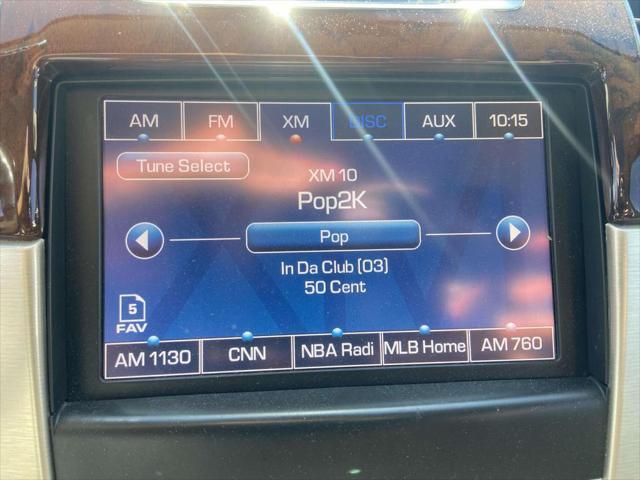 AM FM XM DISC AUX 10:15
Tune Select
XM 10
Pop2K
Pop
In Da Club (03)
50 Cent
5
FAV
AM 1130 CNN NBA Radi MLB Home AM 760